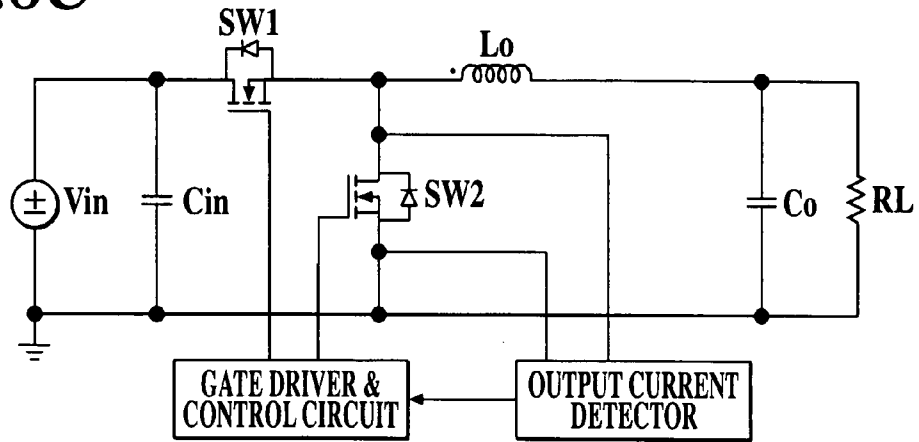 SW1
Lo
Vin
Cin
SW2
Co
RL
GATE DRIVER &
CONTROL CIRCUIT
OUTPUT CURRENT
DETECTOR